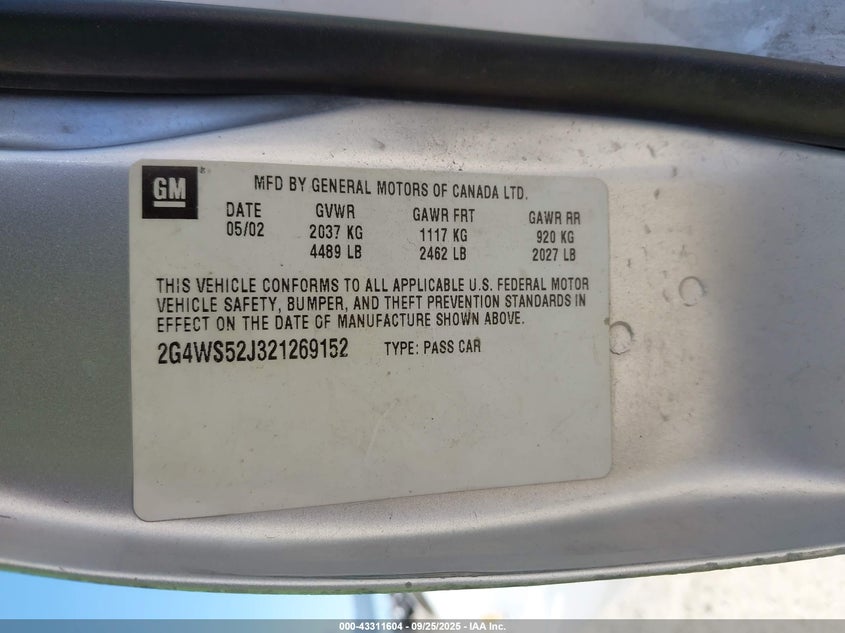 GM
MFD BY GENERAL MOTORS OF CANADA LTD.
DATE GVWR GAWR FRT GAWR RR
05/02 2037 KG 1117 KG 920 KG
4489 LB 2462 LB 2027 LB
THIS VEHICLE CONFORMS TO ALL APPLICABLE U.S. FEDERAL MOTOR
VEHICLE SAFETY, BUMPER, AND THEFT PREVENTION STANDARDS IN
EFFECT ON THE DATE OF MANUFACTURE SHOWN ABOVE.
2G4WS52J321269152 TYPE: PASS CAR
000-43311604 - 09/25/2025 - IAA Inc.